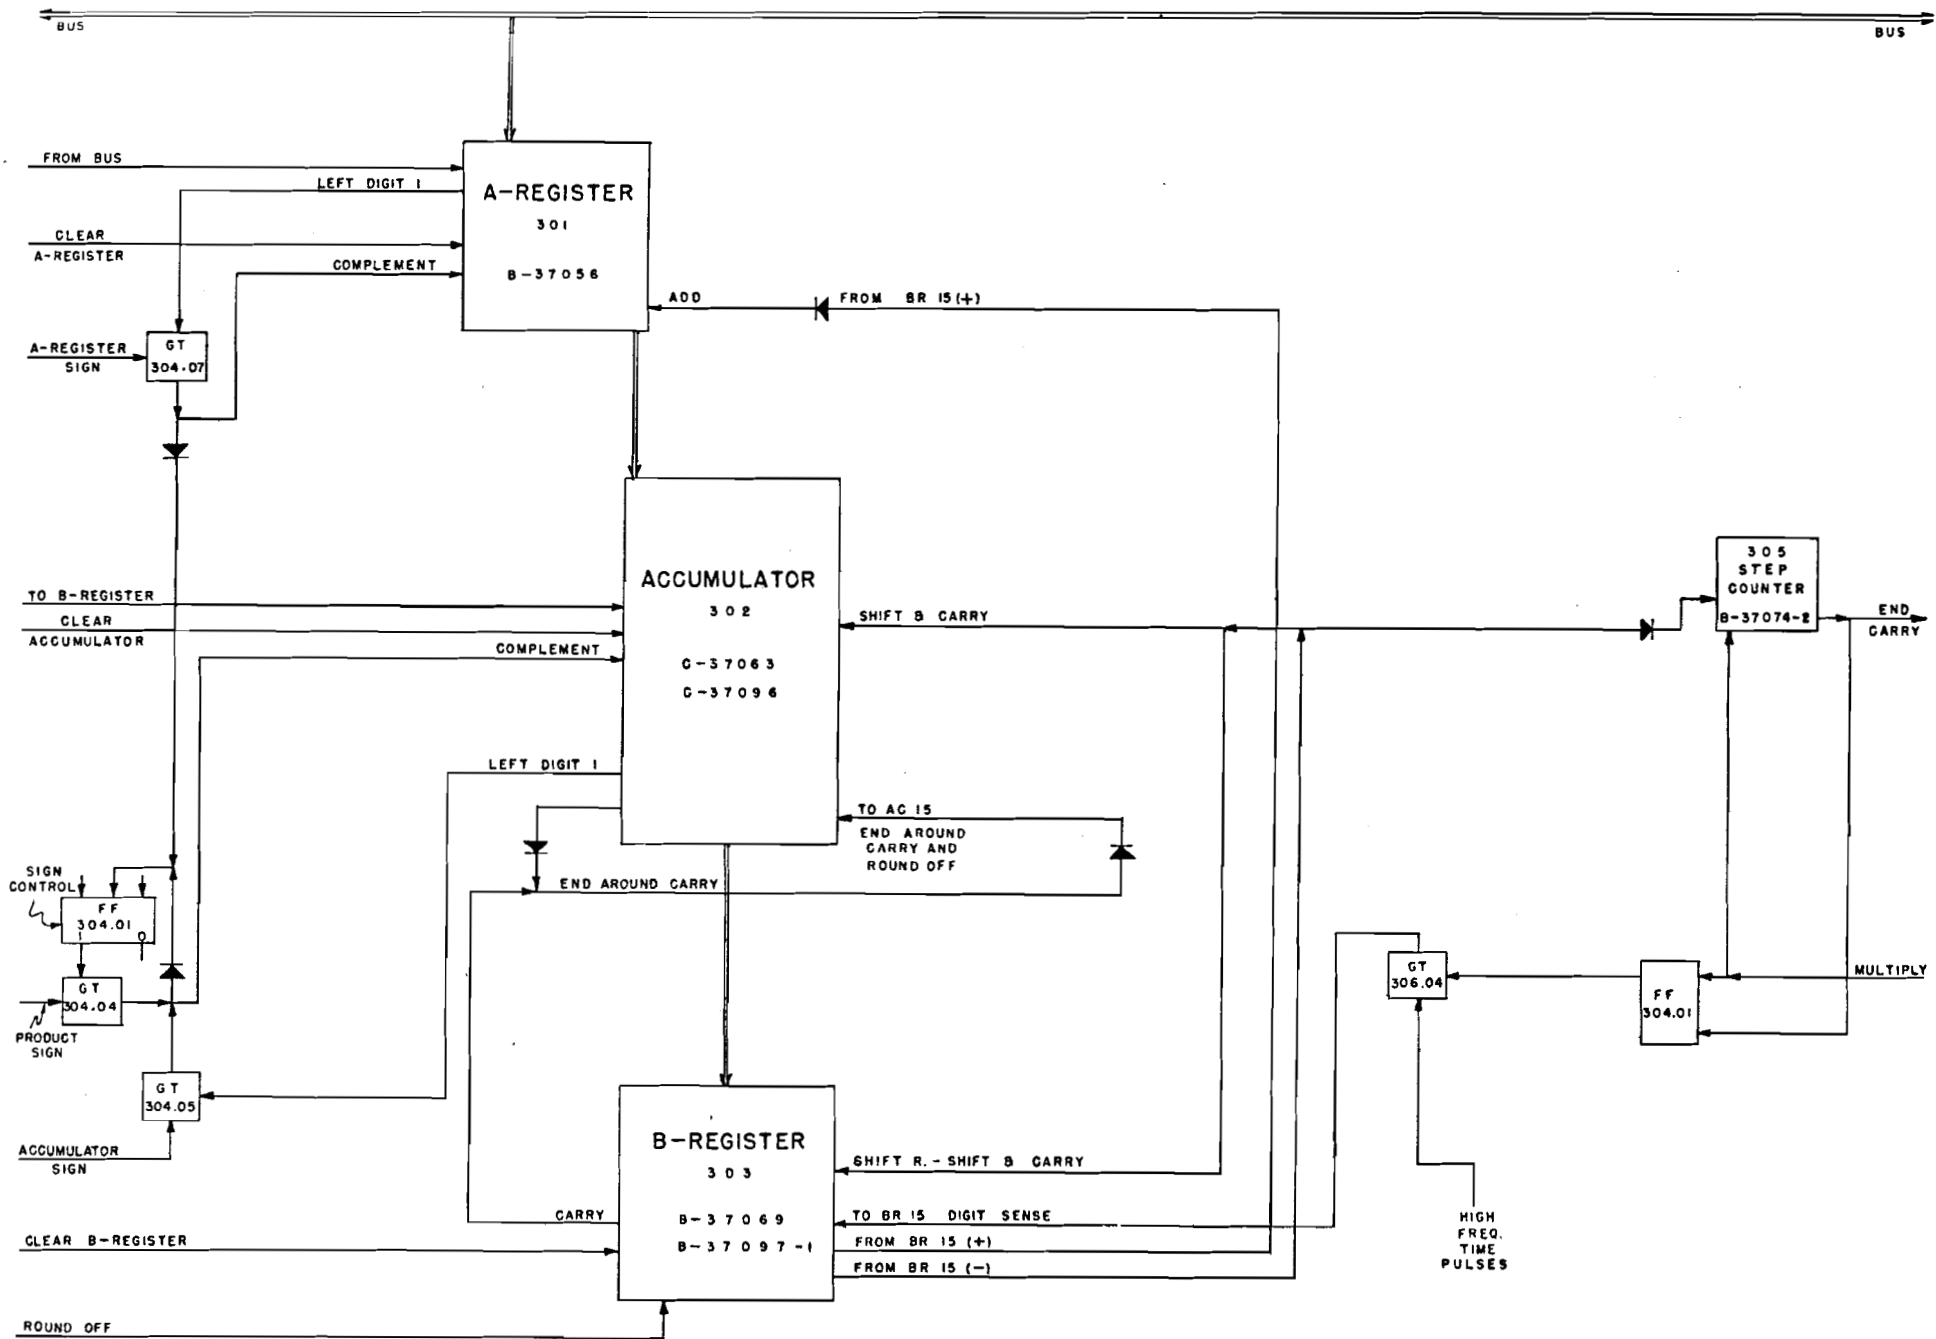 BUS
BUS
FROM BUS
LEFT DIGIT 1
CLEAR
A-REGISTER
COMPLEMENT
A-REGISTER
301
B-37056
ADD
FROM BR 15(+)
A-REGISTER
SIGN
GT
304.07
TO B-REGISTER
CLEAR
ACCUMULATOR
COMPLEMENT
ACCUMULATOR
302
C-37063
C-37096
SHIFT & CARRY
305
STEP
COUNTER
B-37074-2
END
CARRY
LEFT DIGIT 1
TO AC 15
END AROUND
CARRY AND
ROUND OFF
END AROUND CARRY
SIGN
CONTROL
FF
304.01
0
GT
304.04
PRODUCT
SIGN
GT
304.05
ACCUMULATOR
SIGN
GT
306.04
FF
304.01
MULTIPLY
HIGH
FREQ.
TIME
PULSES
B-REGISTER
303
B-37069
B-37097-1
SHIFT R.-SHIFT & CARRY
CARRY
TO BR 15 DIGIT SENSE
FROM BR 15 (+)
FROM BR 15 (-)
CLEAR B-REGISTER
ROUND OFF